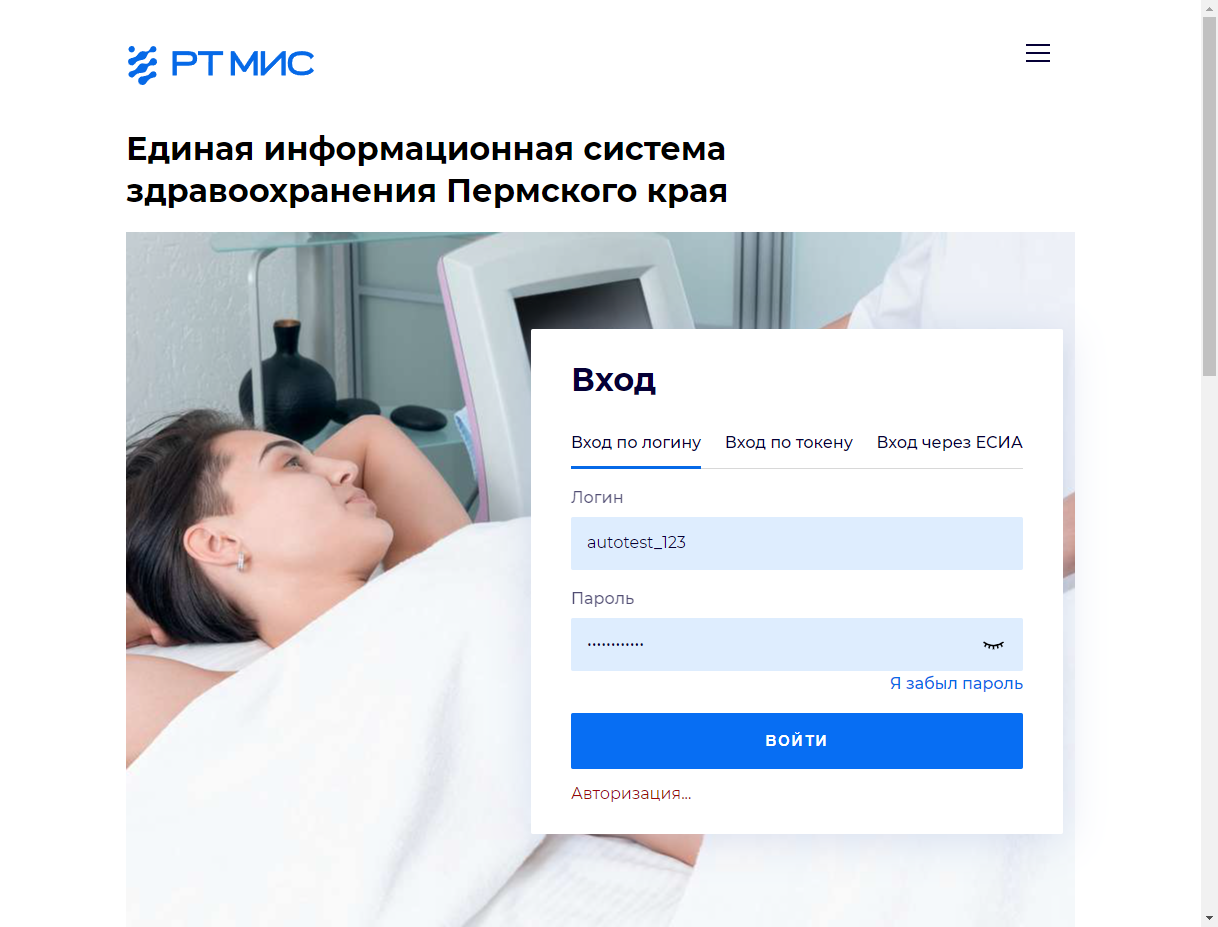 РТ МИС
Единая информационная система
здравоохранения Пермского края
Вход
Вход по логину Вход по токену Вход через ЕСИА
Логин
autotest_123
Пароль
••••••••••••
Я забыл пароль
ВОЙТИ
Авторизация...